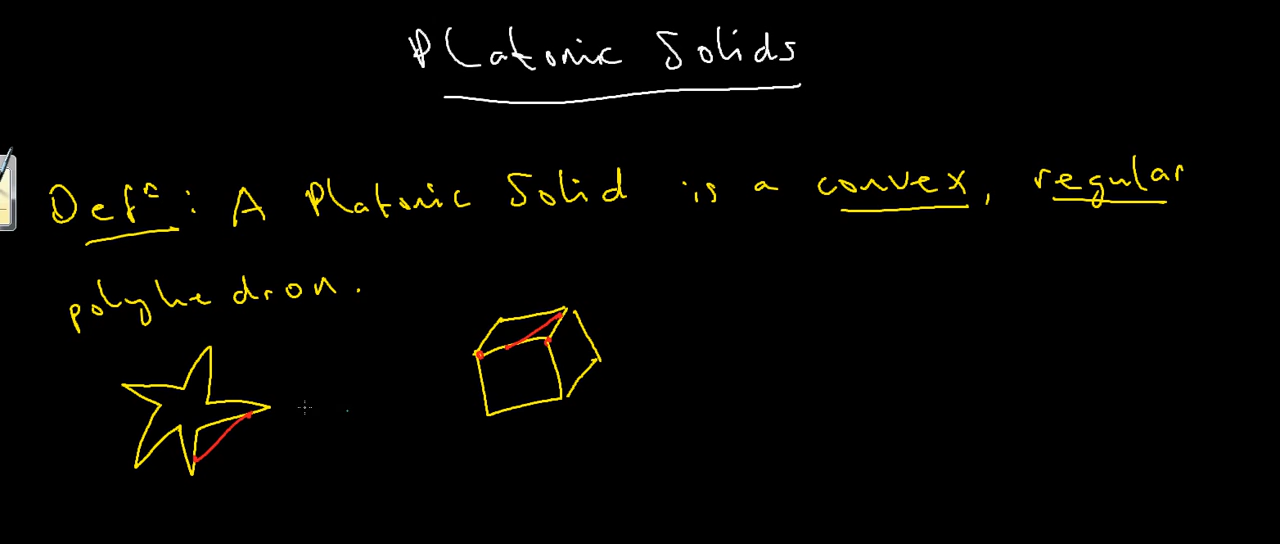 Platonic Solids
Defⁿ: A Platonic Solid is a convex, regular
polyhedron.